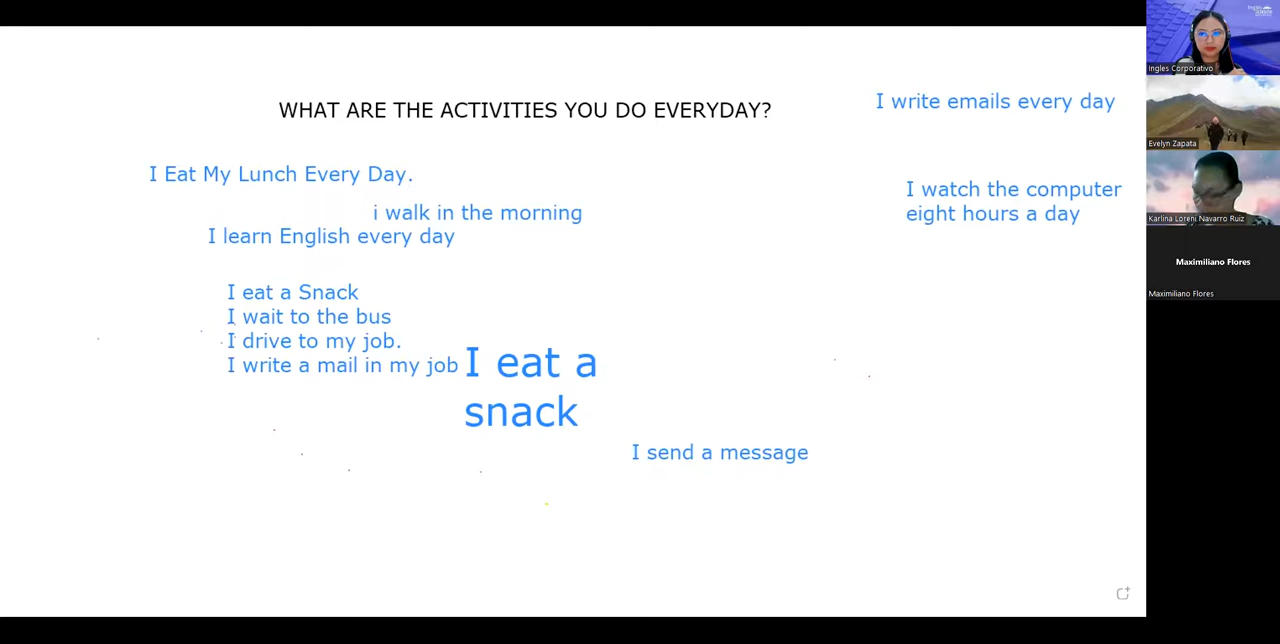 WHAT ARE THE ACTIVITIES YOU DO EVERYDAY?
I write emails every day
I Eat My Lunch Every Day.
I watch the computer
eight hours a day
i walk in the morning
I learn English every day
I eat a Snack
I wait to the bus
I drive to my job.
I write a mail in my job
I eat a
snack
I send a message
Ingles Corporativo
Evelyn Zapata
Karlina Loreni Navarro Ruiz
Maximiliano Flores
Maximiliano Flores